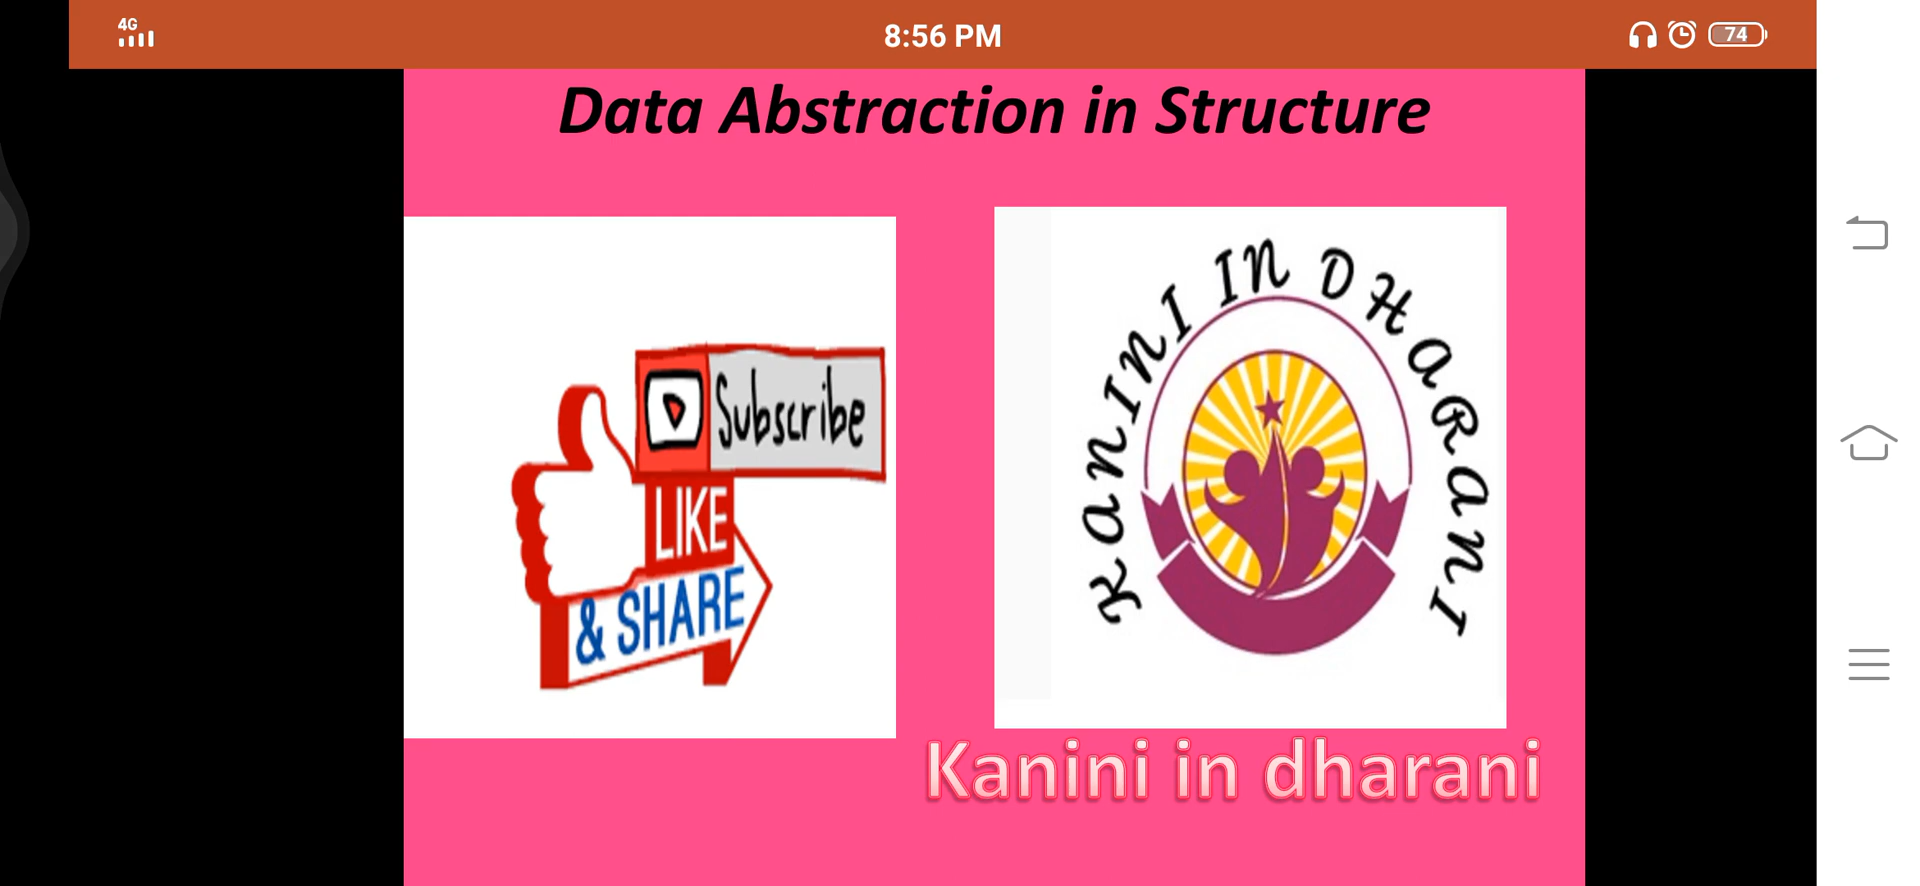 4G
8:56 PM
74
Data Abstraction in Structure
Subscribe
LIKE
& SHARE
KANINI IN DHARANI
Kanini in dharani